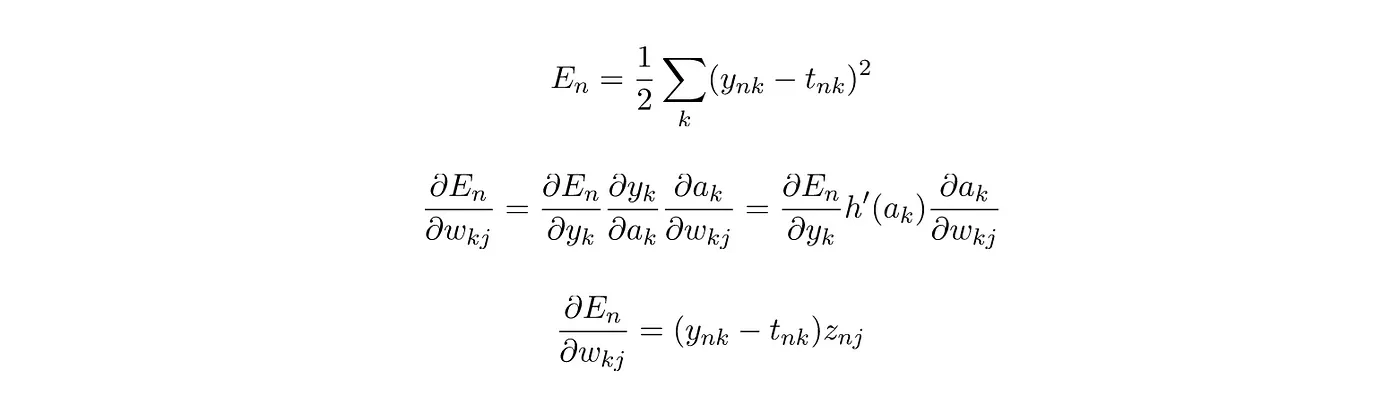 $E_n = \frac{1}{2} \sum_k (y_{nk} - t_{nk})^2$
$\frac{\partial E_n}{\partial w_{kj}} = \frac{\partial E_n}{\partial y_k} \frac{\partial y_k}{\partial a_k} \frac{\partial a_k}{\partial w_{kj}} = \frac{\partial E_n}{\partial y_k} h'(a_k) \frac{\partial a_k}{\partial w_{kj}}$
$\frac{\partial E_n}{\partial w_{kj}} = (y_{nk} - t_{nk}) z_{nj}$